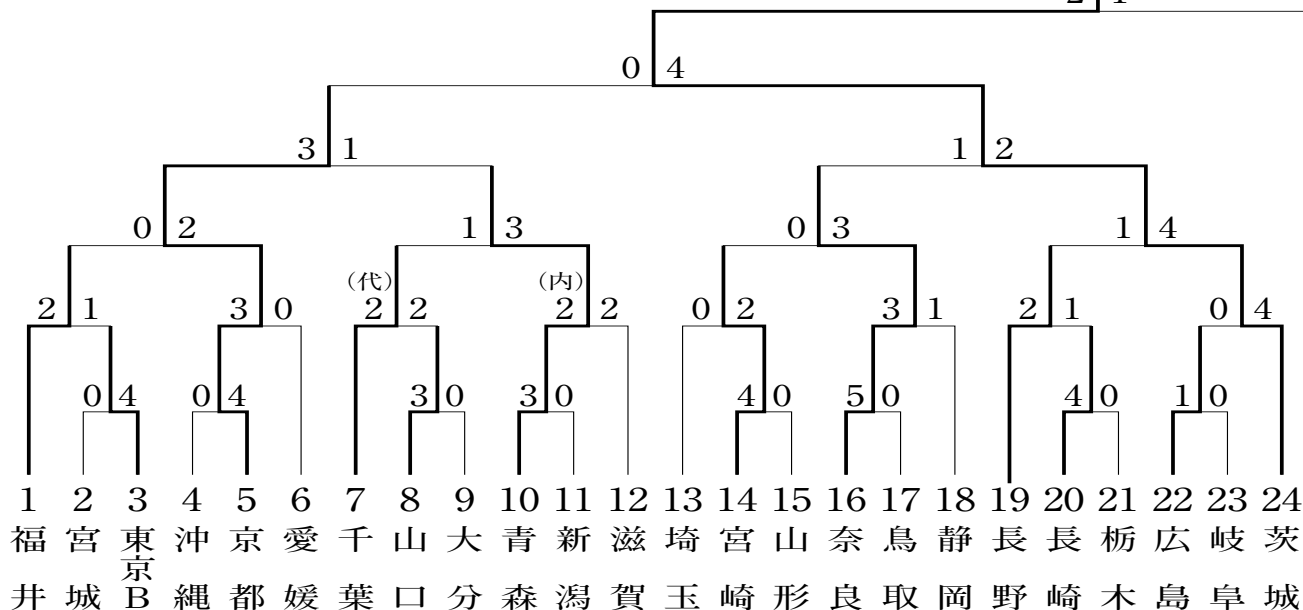 2 1
0 4
3 1 1 2
0 2 1 3 0 3 1 4
(代) (内)
2 1 3 0 2 2 2 2 0 2 3 1 2 1 0 4
0 4 0 4 3 0 3 0 4 0 5 0 4 0 1 0
1 2 3 4 5 6 7 8 9 10 11 12 13 14 15 16 17 18 19 20 21 22 23 24
福井
宮城
東京B
沖縄
京都
愛媛
千葉
山口
大分
青森
新潟
滋賀
埼玉
宮崎
山形
奈良
鳥取
静岡
長野
長崎
栃木
広島
岐阜
茨城